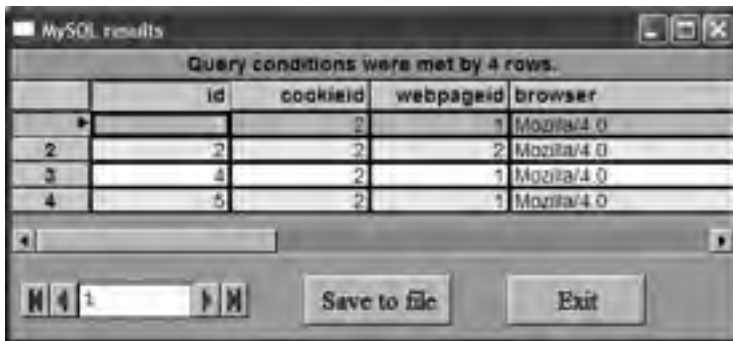 MySQL results
Query conditions were met by 4 rows.
id cookieid webpageid browser
2 1 Mozilla/4.0
2 2 2 2 Mozilla/4.0
3 4 2 1 Mozilla/4.0
4 5 2 1 Mozilla/4.0
1
Save to file Exit